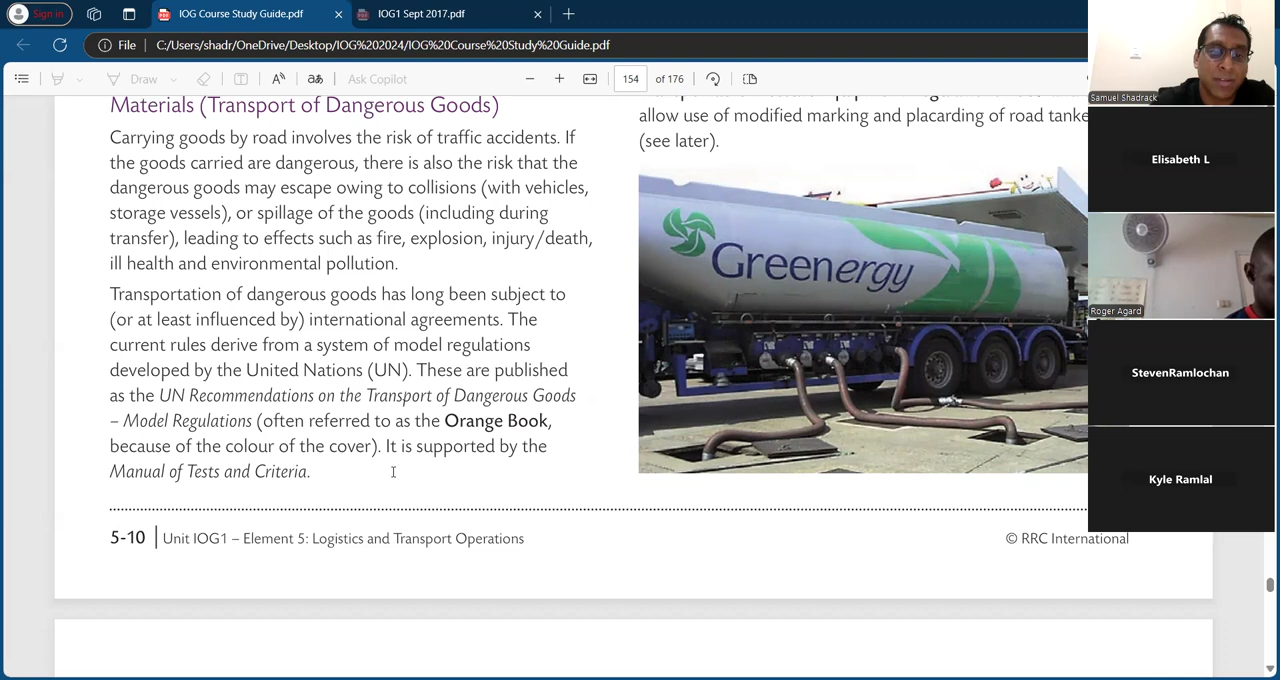 Sign in
IOG Course Study Guide.pdf
IOG1 Sept 2017.pdf
File
C:/Users/shadr/OneDrive/Desktop/IOG%202024/IOG%20Course%20Study%20Guide.pdf
Draw
Ask Copilot
154 of 176
Materials (Transport of Dangerous Goods)
Carrying goods by road involves the risk of traffic accidents. If
the goods carried are dangerous, there is also the risk that the
dangerous goods may escape owing to collisions (with vehicles,
storage vessels), or spillage of the goods (including during
transfer), leading to effects such as fire, explosion, injury/death,
ill health and environmental pollution.
Transportation of dangerous goods has long been subject to
(or at least influenced by) international agreements. The
current rules derive from a system of model regulations
developed by the United Nations (UN). These are published
as the UN Recommendations on the Transport of Dangerous Goods
– Model Regulations (often referred to as the Orange Book,
because of the colour of the cover). It is supported by the
Manual of Tests and Criteria.
allow use of modified marking and placarding of road tanke
(see later).
Greenergy
5-10 | Unit IOG1 – Element 5: Logistics and Transport Operations
© RRC International
Samuel Shadrack
Elisabeth L
Roger Agard
StevenRamlochan
Kyle Ramlal